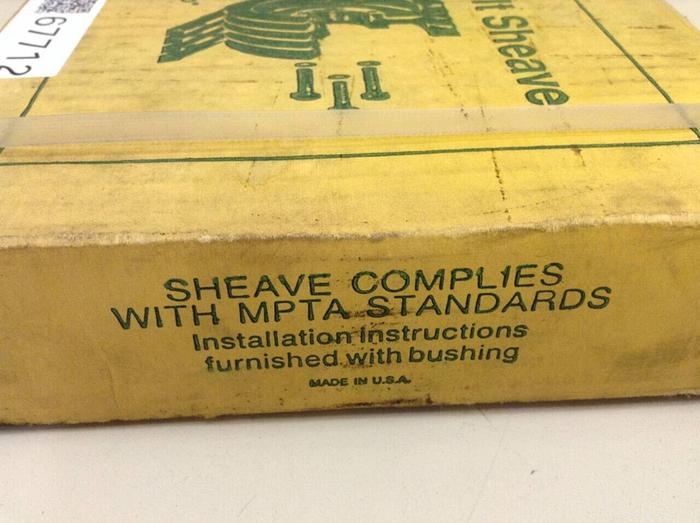 67712
Sheave
SHEAVE COMPLIES
WITH MPTA STANDARDS
Installation Instructions
furnished with bushing
MADE IN U.S.A.